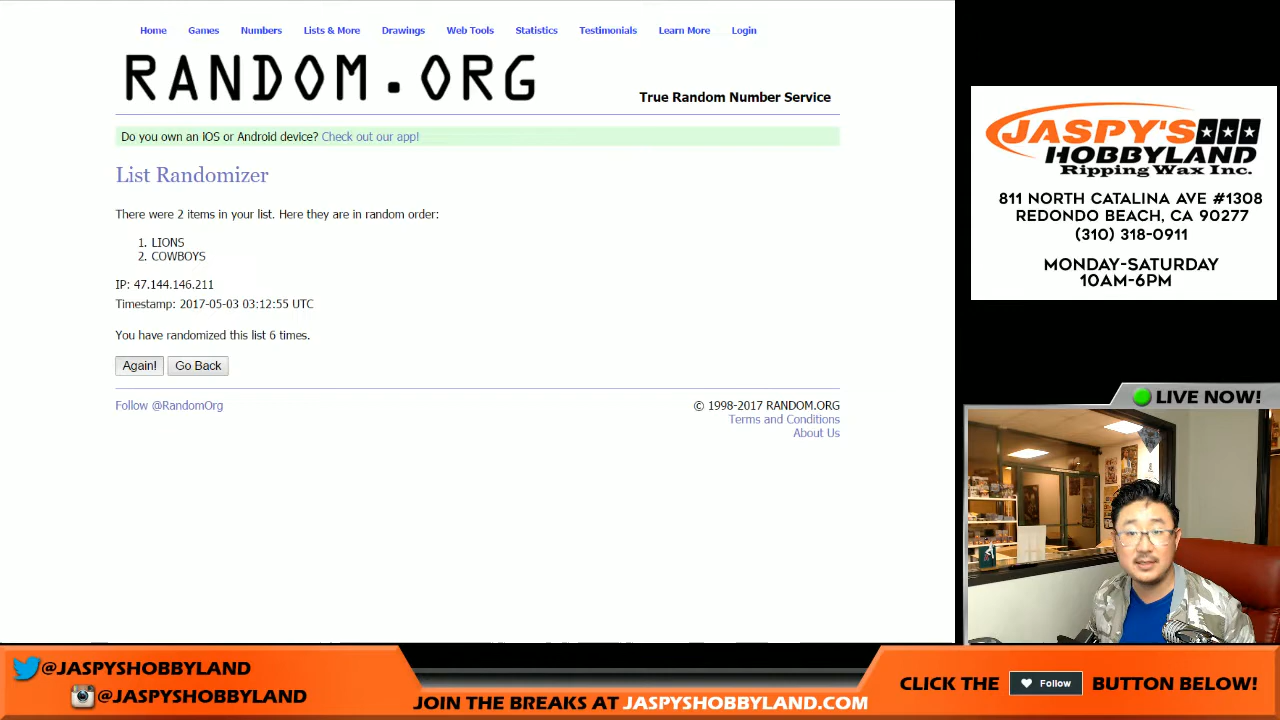 Home Games Numbers Lists & More Drawings Web Tools Statistics Testimonials Learn More Login
RANDOM.ORG
True Random Number Service
Do you own an iOS or Android device? Check out our app!
List Randomizer
There were 2 items in your list. Here they are in random order:
1. LIONS
2. COWBOYS
IP: 47.144.146.211
Timestamp: 2017-05-03 03:12:55 UTC
You have randomized this list 6 times.
Again! Go Back
Follow @RandomOrg
© 1998-2017 RANDOM.ORG
Terms and Conditions
About Us
JASPY'S
HOBBYLAND
Ripping Wax Inc.
811 NORTH CATALINA AVE #1308
REDONDO BEACH, CA 90277
(310) 318-0911
MONDAY-SATURDAY
10AM-6PM
LIVE NOW!
@JASPYSHOBBYLAND
@JASPYSHOBBYLAND
JOIN THE BREAKS AT JASPYSHOBBYLAND.COM
CLICK THE Follow BUTTON BELOW!